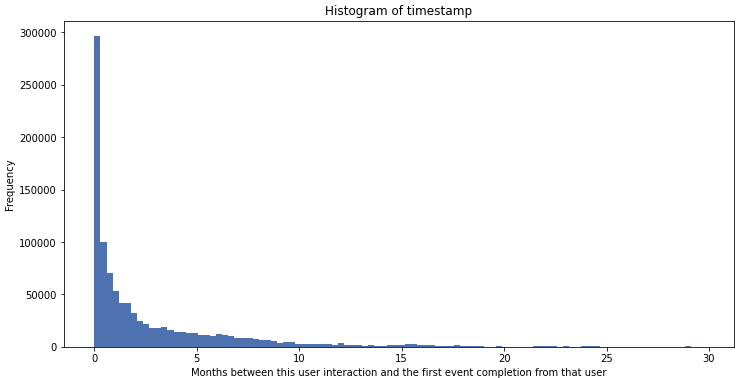 Histogram of timestamp
300000
250000
200000
150000
100000
50000
0
Frequency
0 5 10 15 20 25 30
Months between this user interaction and the first event completion from that user